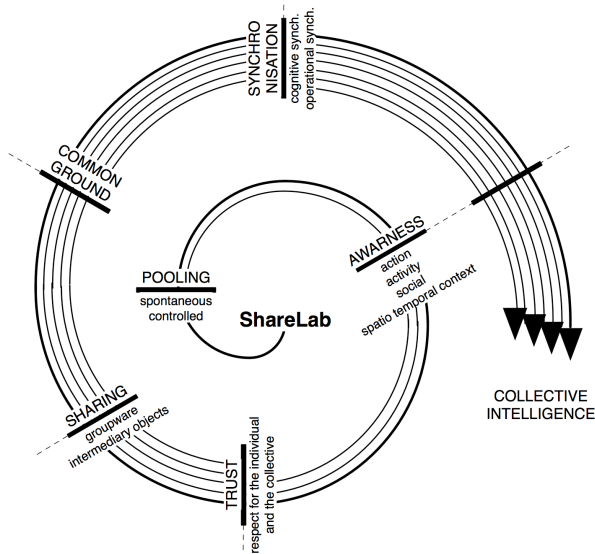 SYNCHRO
NISATION
cognitive synch.
operational synch.
COMMON
GROUND
AWARNESS
action
activity
social
spatio temporal context
POOLING
spontaneous
controlled
ShareLab
COLLECTIVE
INTELLIGENCE
SHARING
groupware
intermediary objects
TRUST
respect for the individual
and the collective